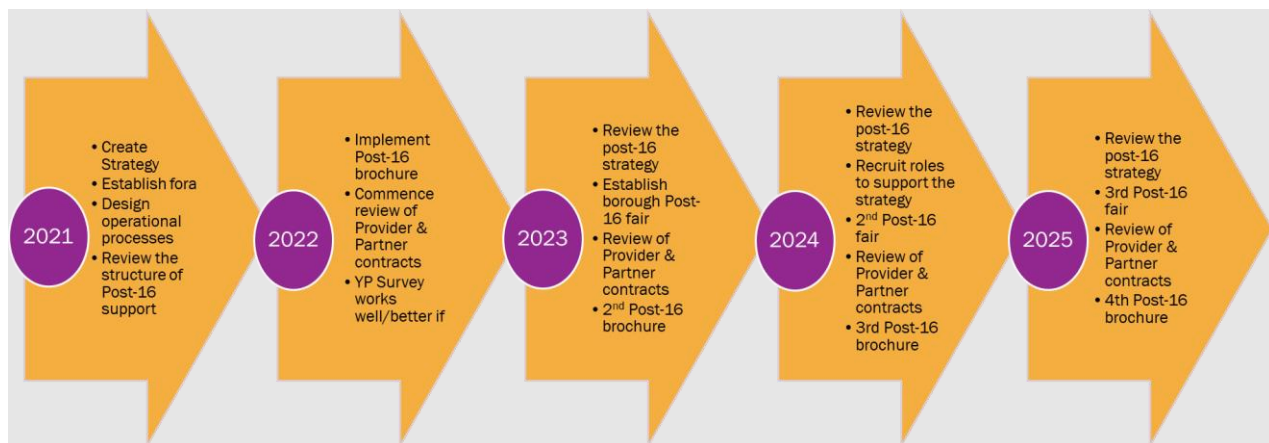 2021
• Create
Strategy
• Establish fora
• Design
operational
processes
• Review the
structure of
Post-16
support
2022
• Implement
Post-16
brochure
• Commence
review of
Provider &
Partner
contracts
• YP Survey
works
well/better if
2023
• Review the
post-16
strategy
• Establish
borough Post-
16 fair
• Review of
Provider &
Partner
contracts
• 2nd Post-16
brochure
2024
• Review the
post-16
strategy
• Recruit roles
to support the
strategy
• 2nd Post-16
fair
• Review of
Provider &
Partner
contracts
• 3rd Post-16
brochure
2025
• Review the
post-16
strategy
• 3rd Post-16
fair
• Review of
Provider &
Partner
contracts
• 4th Post-16
brochure